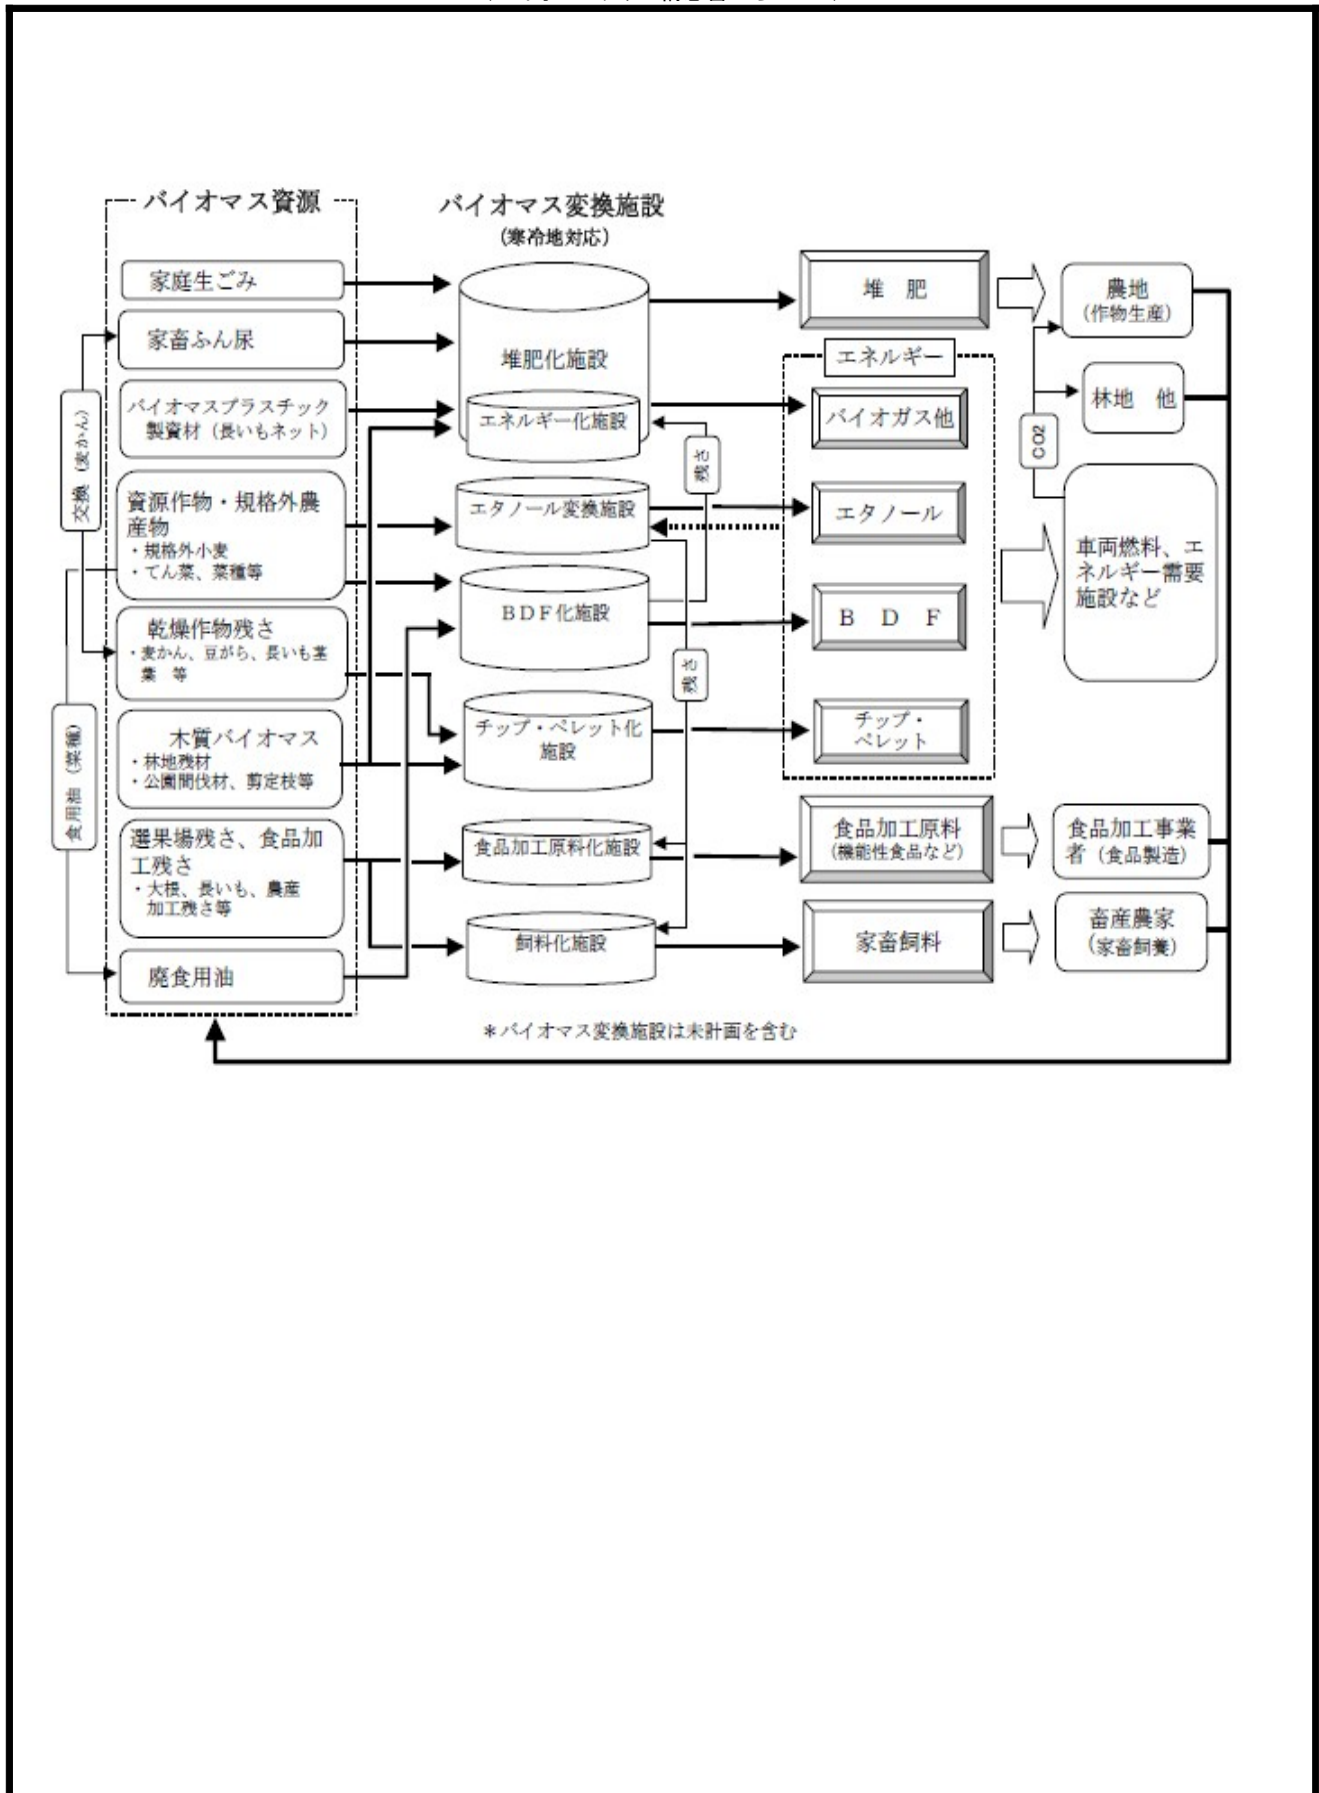 バイオマス資源
バイオマス変換施設
(寒冷地対応)
家庭生ごみ
家畜ふん尿
バイオマスプラスチック
製資材(長いもネット)
資源作物・規格外農
産物
・規格外小麦
・てん菜、菜種等
乾燥作物残さ
・麦かん、豆がら、長いも茎
葉 等
木質バイオマス
・林地残材
・公園間伐材、剪定枝等
選果場残さ、食品加
工残さ
・大根、長いも、農産
加工残さ等
廃食用油
交換(麦かん)
食用油(菜種)
堆肥化施設
エネルギー化施設
エタノール変換施設
BDF化施設
チップ・ペレット化
施設
食品加工原料化施設
飼料化施設
残さ
残さ
堆 肥
エネルギー
バイオガス他
エタノール
B D F
チップ・
ペレット
食品加工原料
(機能性食品など)
家畜飼料
農地
(作物生産)
林地 他
CO2
車両燃料、エ
ネルギー需要
施設など
食品加工事業
者(食品製造)
畜産農家
(家畜飼養)
*バイオマス変換施設は未計画を含む